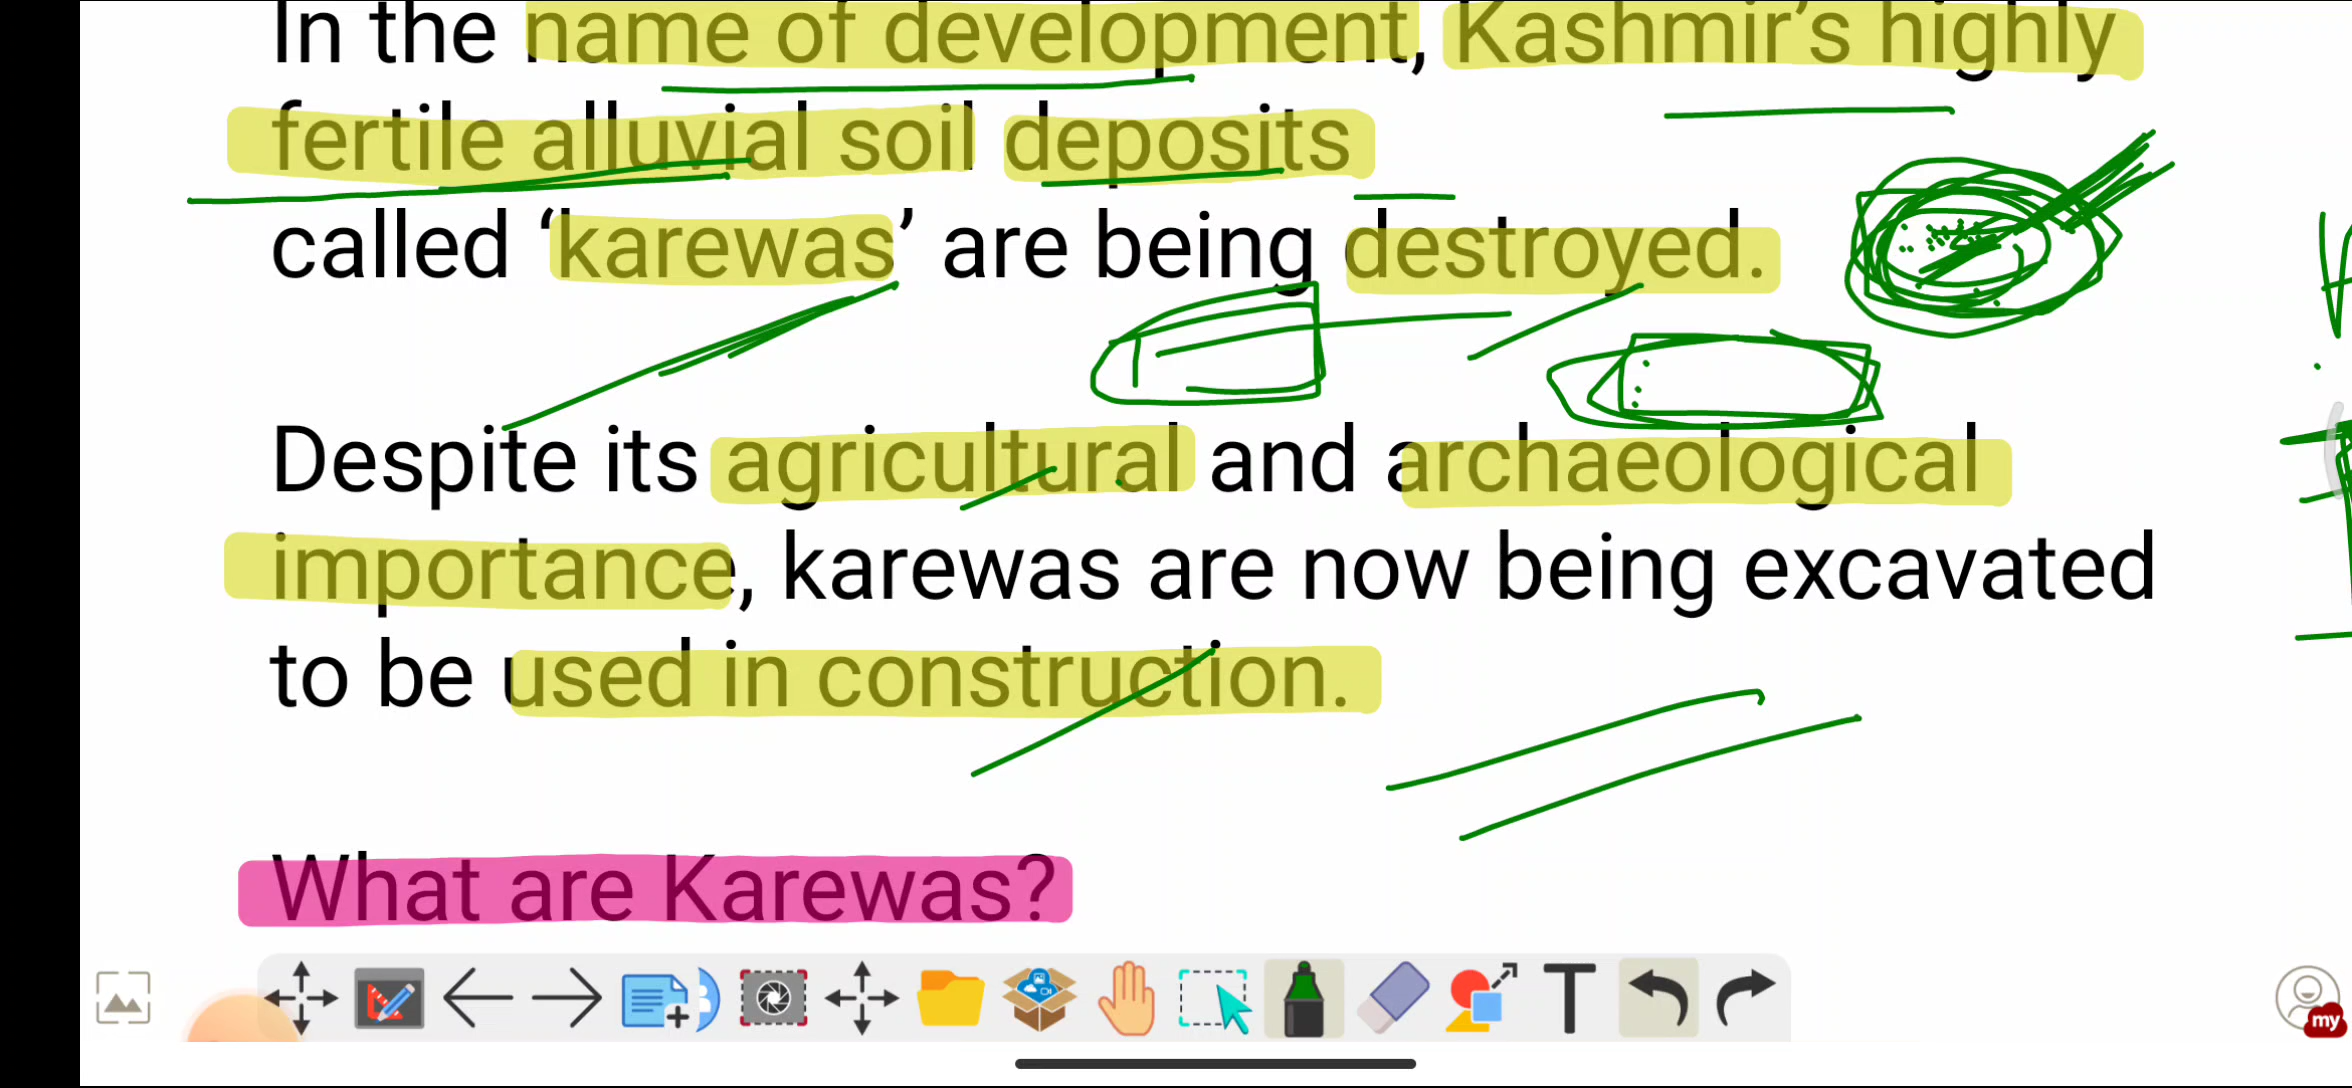 In the name of development, Kashmir's highly
fertile alluvial soil deposits
called ‘karewas’ are being destroyed.
Despite its agricultural and archaeological
importance, karewas are now being excavated
to be used in construction.
What are Karewas?
T
my